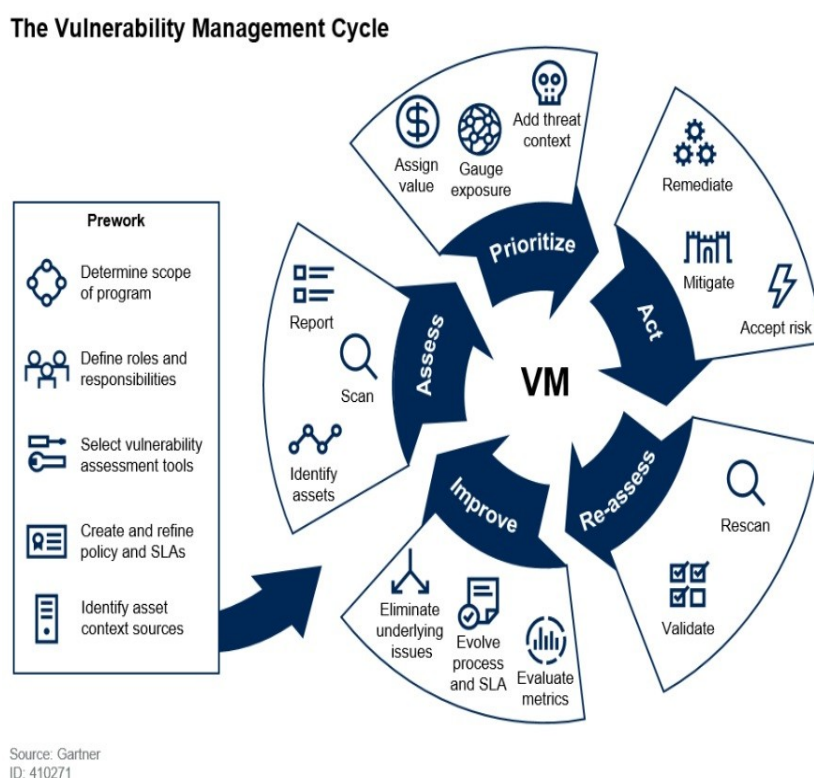 The Vulnerability Management Cycle
Prework
Determine scope
of program
Define roles and
responsibilities
Select vulnerability
assessment tools
Create and refine
policy and SLAs
Identify asset
context sources
Assess
Report
Scan
Identify
assets
Prioritize
Assign
value
Gauge
exposure
Add threat
context
Act
Remediate
Mitigate
Accept risk
Re-assess
Rescan
Validate
Improve
Eliminate
underlying
issues
Evolve
process
and SLA
Evaluate
metrics
VM
Source: Gartner
ID: 410271